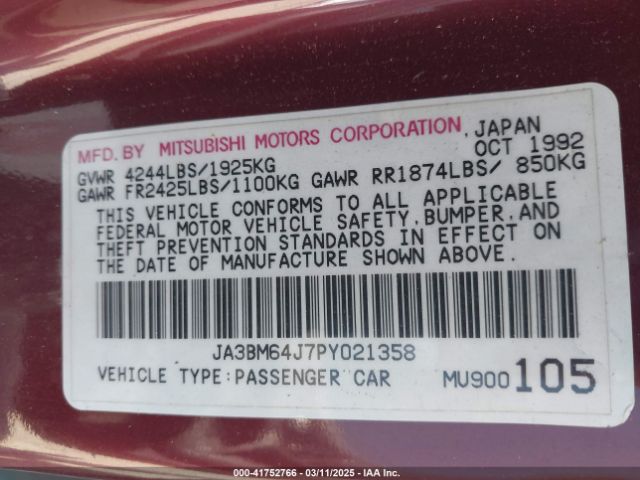 MFD. BY MITSUBISHI MOTORS CORPORATION, JAPAN
GVWR 4244LBS/1925KG OCT 1992
GAWR FR2425LBS/1100KG GAWR RR1874LBS/ 850KG
THIS VEHICLE CONFORMS TO ALL APPLICABLE
FEDERAL MOTOR VEHICLE SAFETY,BUMPER,AND
THEFT PREVENTION STANDARDS IN EFFECT ON
THE DATE OF MANUFACTURE SHOWN ABOVE.
JA3BM64J7PY021358
VEHICLE TYPE:PASSENGER CAR MU900 105
000-41752766 - 03/11/2025 - IAA Inc.